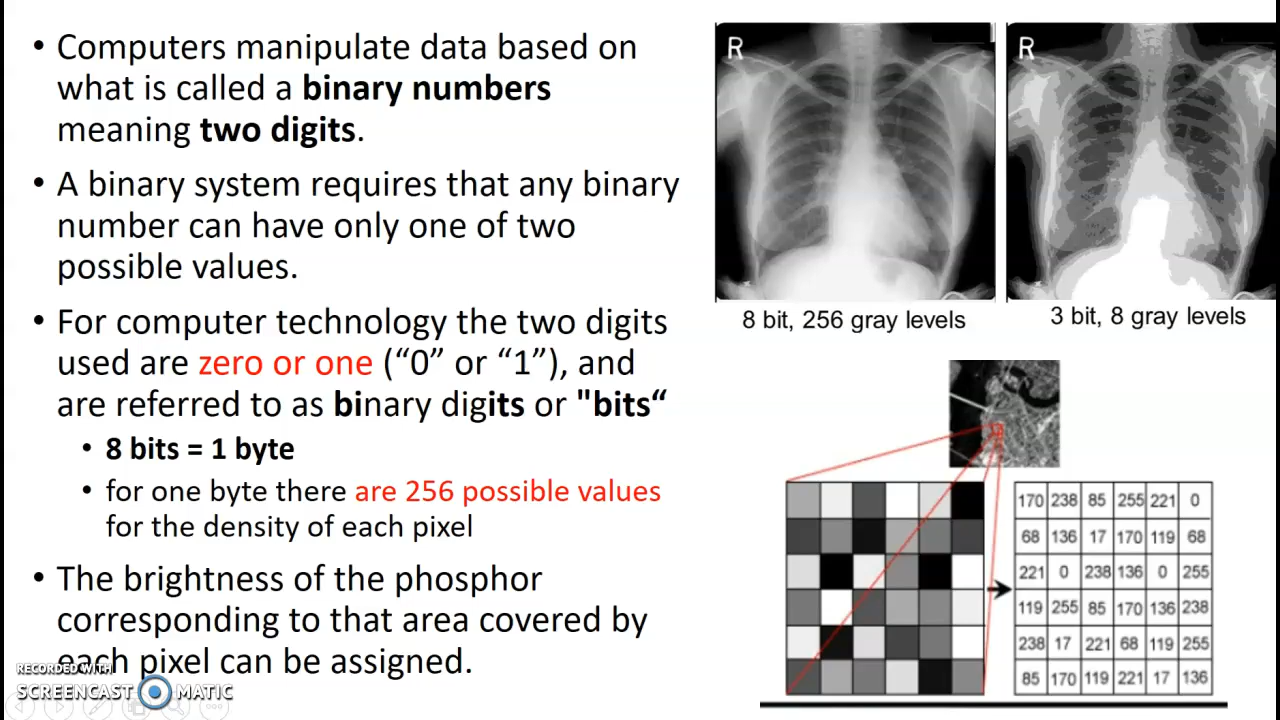 • Computers manipulate data based on
what is called a binary numbers
meaning two digits.
• A binary system requires that any binary
number can have only one of two
possible values.
• For computer technology the two digits
used are zero or one (“0” or “1”), and
are referred to as binary digits or "bits“
• 8 bits = 1 byte
• for one byte there are 256 possible values
for the density of each pixel
• The brightness of the phosphor
corresponding to that area covered by
each pixel can be assigned.
RECORDED WITH
SCREENCAST MATIC
R
R
8 bit, 256 gray levels
3 bit, 8 gray levels
170 238 85 255 221 0
68 136 17 170 119 68
221 0 238 136 0 255
119 255 85 170 136 238
238 17 221 68 119 255
85 170 119 221 17 136